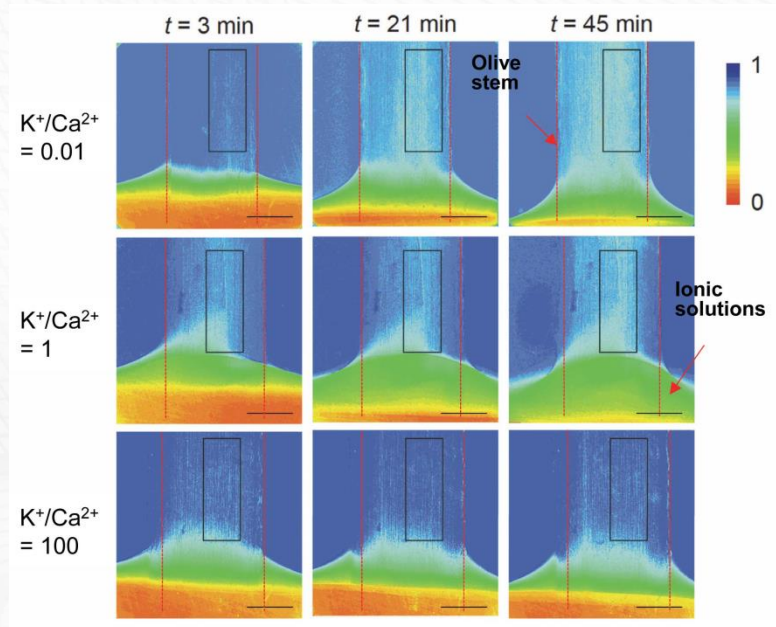 t = 3 min
t = 21 min
t = 45 min
K⁺/Ca²⁺
= 0.01
Olive
stem
1
0
K⁺/Ca²⁺
= 1
Ionic
solutions
K⁺/Ca²⁺
= 100